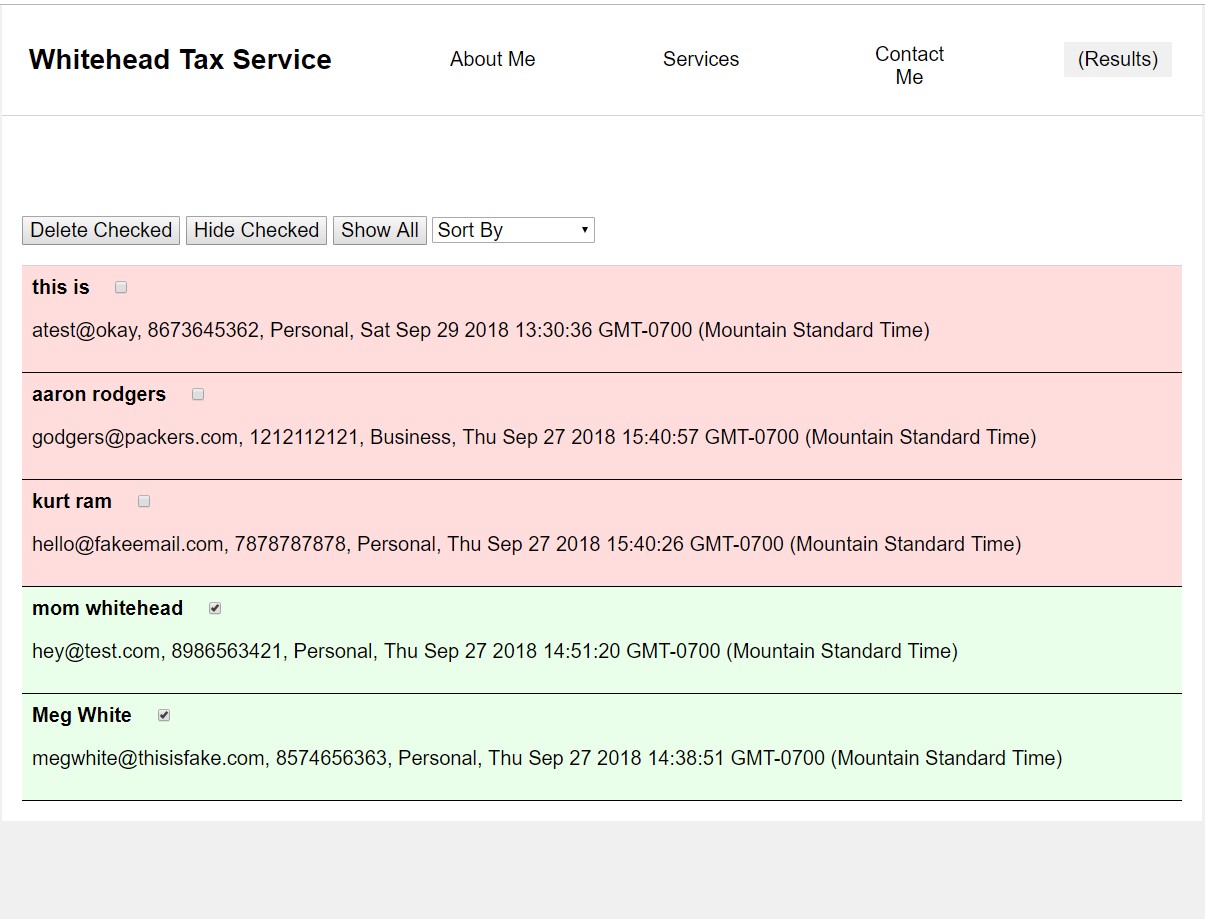 Whitehead Tax Service About Me Services Contact Me (Results)
Delete Checked Hide Checked Show All Sort By
this is
atest@okay, 8673645362, Personal, Sat Sep 29 2018 13:30:36 GMT-0700 (Mountain Standard Time)
aaron rodgers
godgers@packers.com, 1212112121, Business, Thu Sep 27 2018 15:40:57 GMT-0700 (Mountain Standard Time)
kurt ram
hello@fakeemail.com, 7878787878, Personal, Thu Sep 27 2018 15:40:26 GMT-0700 (Mountain Standard Time)
mom whitehead
hey@test.com, 8986563421, Personal, Thu Sep 27 2018 14:51:20 GMT-0700 (Mountain Standard Time)
Meg White
megwhite@thisisfake.com, 8574656363, Personal, Thu Sep 27 2018 14:38:51 GMT-0700 (Mountain Standard Time)